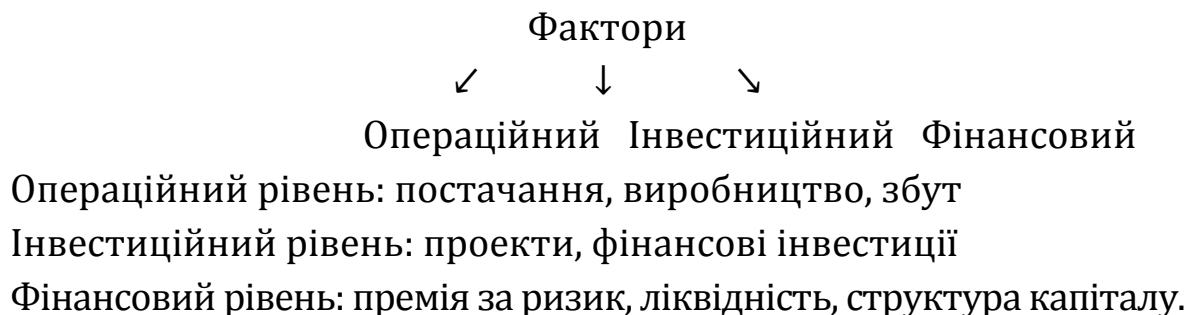 Фактори
↙ ↓ ↘
Операційний Інвестиційний Фінансовий
Операційний рівень: постачання, виробництво, збут
Інвестиційний рівень: проекти, фінансові інвестиції
Фінансовий рівень: премія за ризик, ліквідність, структура капіталу.